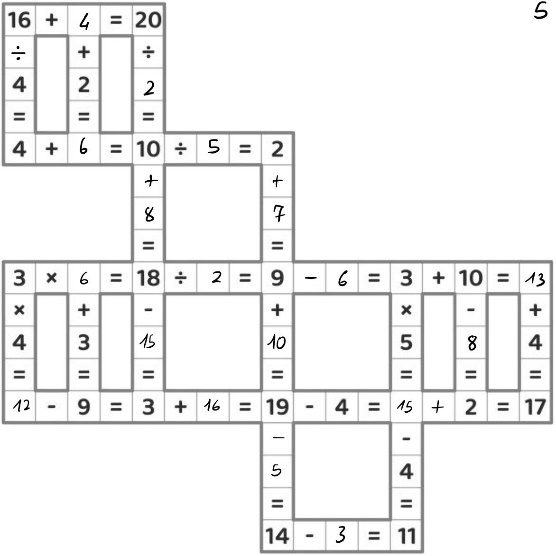 5
16 + 4 = 20
÷ + ÷
4 2 2
= = =
4 + 6 = 10 ÷ 5 = 2
+ +
8 7
= =
3 × 6 = 18 ÷ 2 = 9 - 6 = 3 + 10 = 13
× + - + × - +
4 3 15 10 5 8 4
= = = = = = =
12 - 9 = 3 + 16 = 19 - 4 = 15 + 2 = 17
- -
5 4
= =
14 - 3 = 11